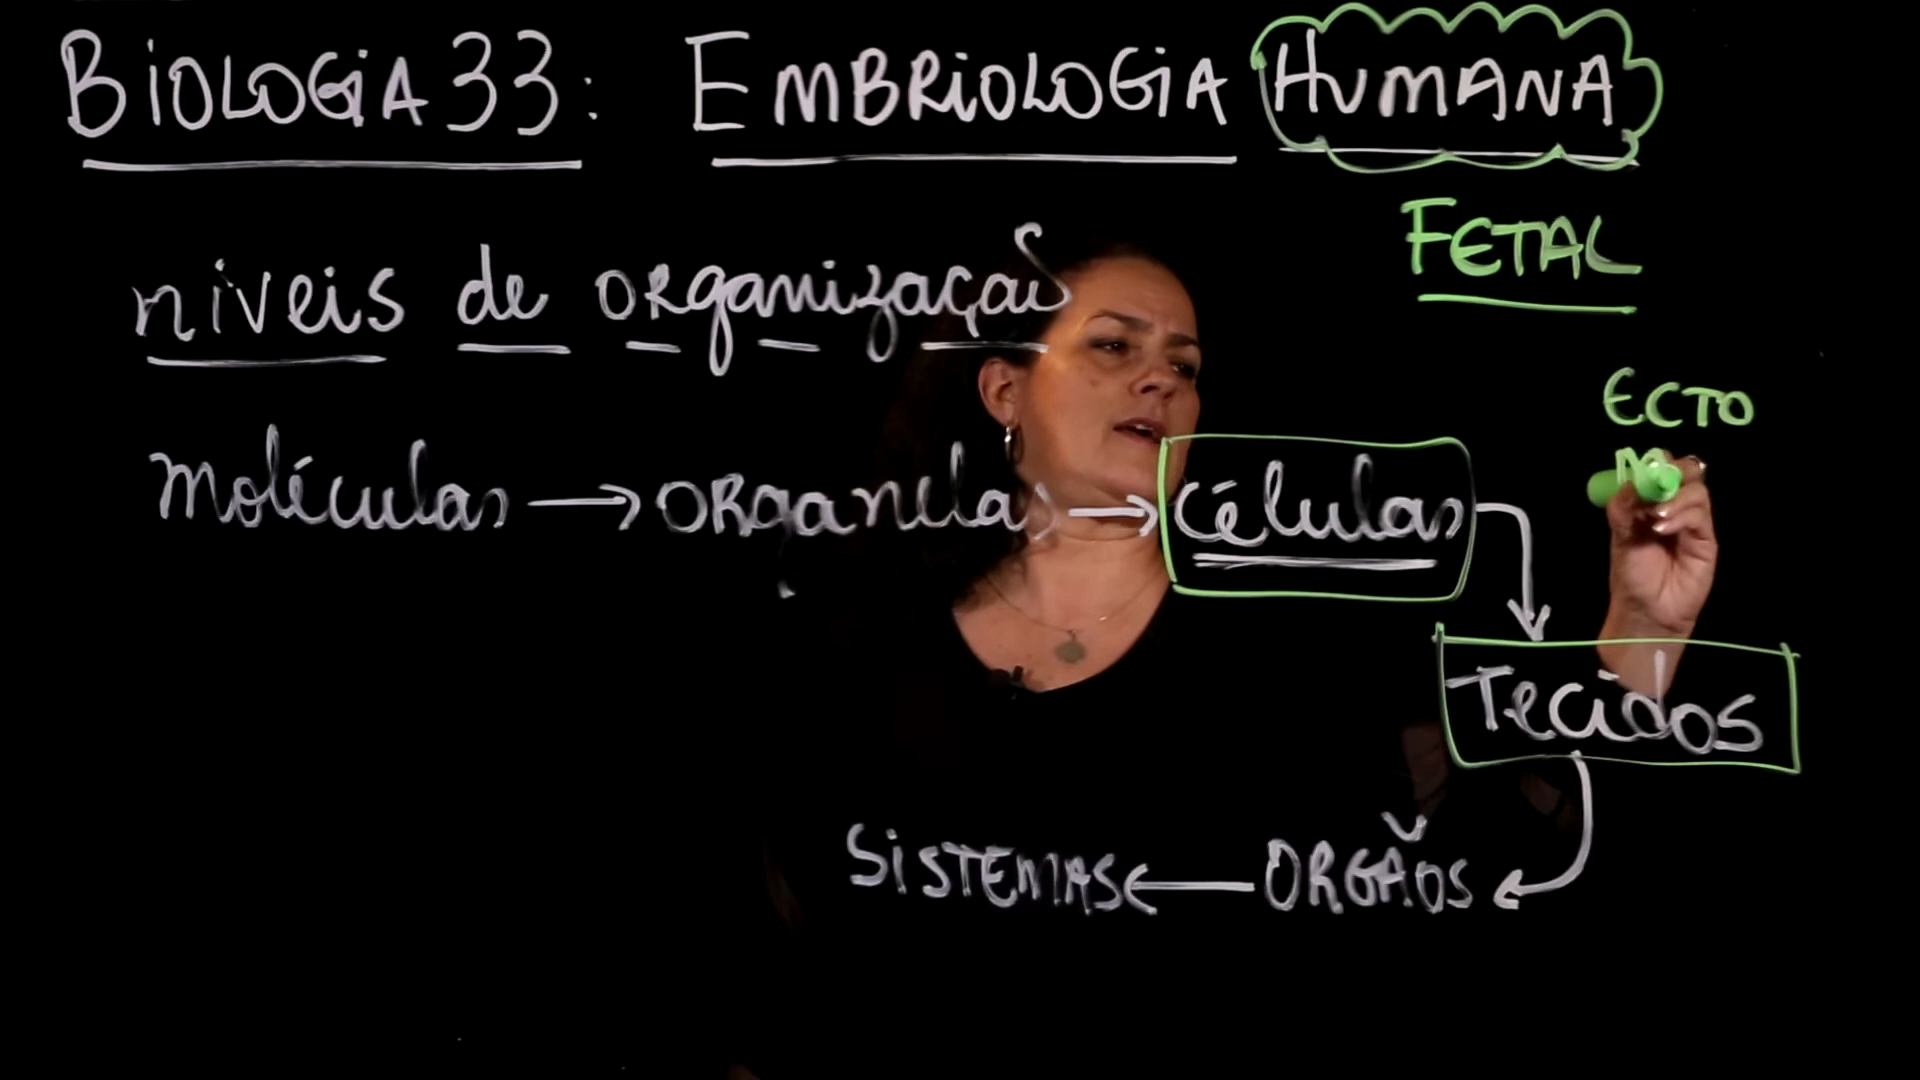 BIOLOGIA 33: EMBRIOLOGIA HUMANA
FETAL
níveis de organização
ECTO
moléculas → organelas → células
Tecidos
SISTEMAS ← ORGÃOS